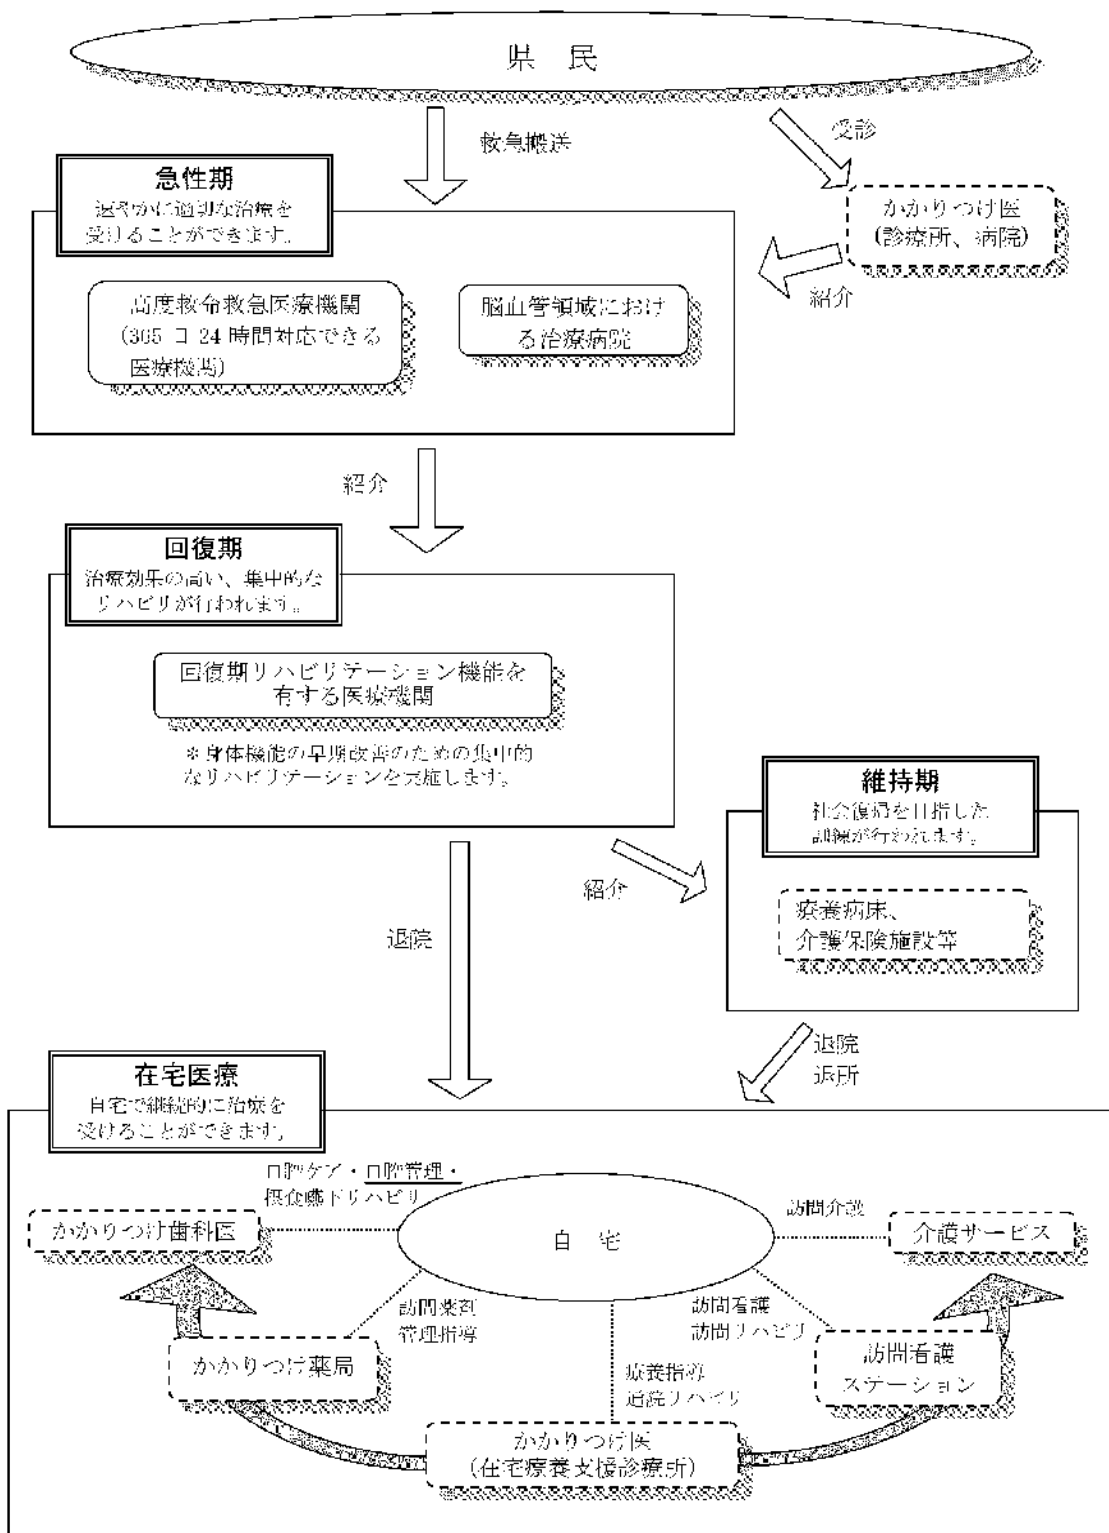 県 民
救急搬送
受診
急性期
速やかに適切な治療を
受けることができます。
かかりつけ医
(診療所、病院)
紹介
高度救命救急医療機関
(365 日 24 時間対応できる
医療機関)
脳血管領域におけ
る治療病院
紹介
回復期
治療効果の高い、集中的な
リハビリが行われます。
回復期リハビリテーション機能を
有する医療機関
＊身体機能の早期改善のための集中的
なリハビリテーションを実施します。
維持期
社会復帰を目指した
訓練が行われます。
紹介
療養病床、
介護保険施設等
退院
退院
退所
在宅医療
自宅で継続的に治療を
受けることができます。
口腔ケア・口腔管理・
摂食嚥下リハビリ
かかりつけ歯科医
自 宅
訪問介護
介護サービス
訪問薬剤
管理指導
訪問看護
訪問リハビリ
かかりつけ薬局
療養指導
通院リハビリ
訪問看護
ステーション
かかりつけ医
(在宅療養支援診療所)